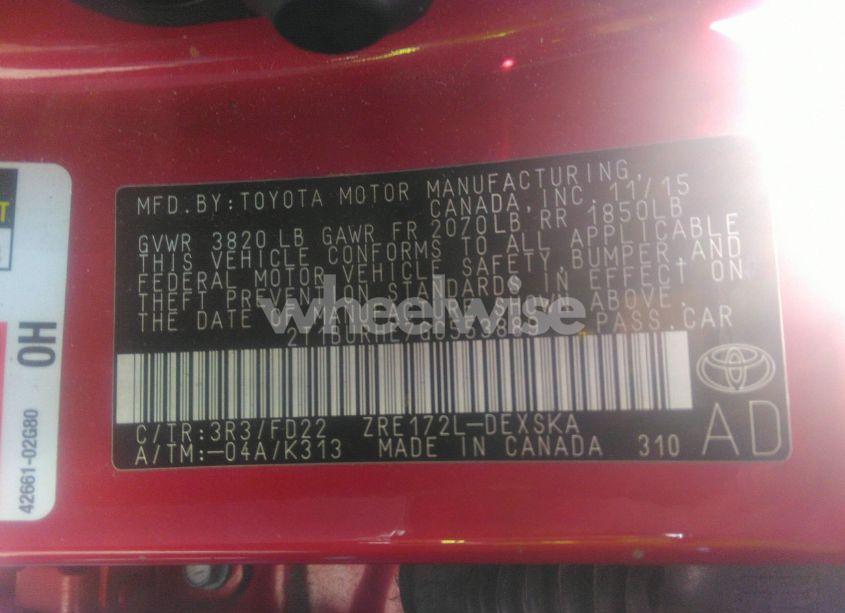 MFD.BY:TOYOTA MOTOR MANUFACTURING,
CANADA,INC. 11/15
GVWR 3820LB GAWR FR 2070LB RR 1850LB
THIS VEHICLE CONFORMS TO ALL APPLICABLE
FEDERAL MOTOR VEHICLE SAFETY, BUMPER,AND
THEFT PREVENTION STANDARDS IN EFFECT ON
THE DATE OF MANUFACTURE SHOWN ABOVE.
PASS.CAR
wheelwise
C/TR:3R3/FD22 ZRE172L-DEXSKA
A/TM:-04A/K313 MADE IN CANADA 310
AD
OH
42661-02G80